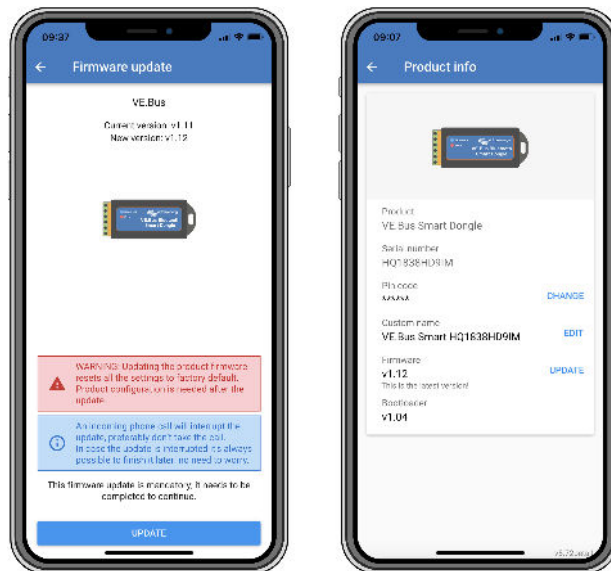 09:37
Firmware update
VE.Bus
Current version: v1.11
New version: v1.12
WARNING: Updating the product firmware
resets all the settings to factory default.
Product configuration is needed after the
update.
An incoming phone call will interrupt the
update, preferably don't take the call.
In case the update is interrupted it's always
possible to finish it later, no need to worry.
This firmware update is mandatory, it needs to be
completed to continue.
UPDATE
09:07
Product info
Product
VE.Bus Smart Dongle
Serial number
HQ1838HD9IM
Pin code
******
CHANGE
Custom name
VE.Bus Smart HQ1838HD9IM
EDIT
Firmware
v1.12
UPDATE
This is the latest version!
Bootloader
v1.04